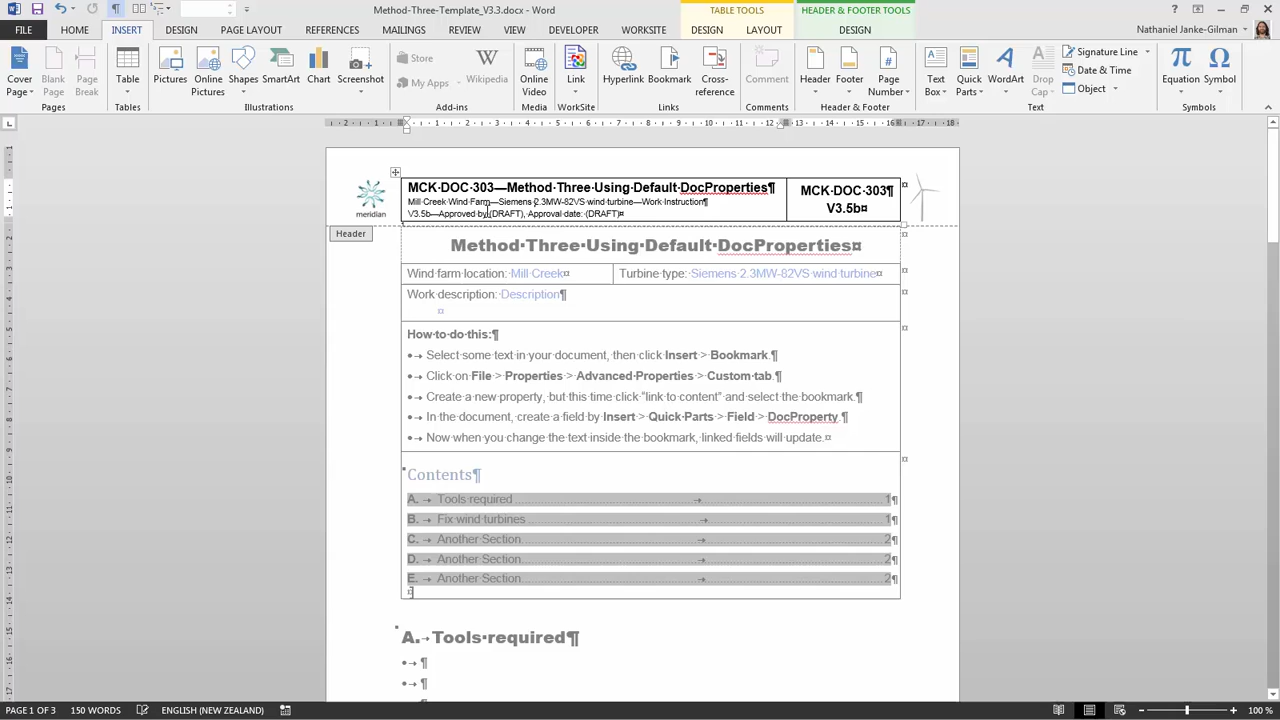 Method-Three-Template_V3.3.docx - Word
TABLE TOOLS
HEADER & FOOTER TOOLS
FILE HOME INSERT DESIGN PAGE LAYOUT REFERENCES MAILINGS REVIEW VIEW DEVELOPER WORKSITE DESIGN LAYOUT DESIGN
Nathaniel Janke-Gilman
Cover Page
Blank Page
Page Break
Table
Pictures
Online Pictures
Shapes
SmartArt
Chart
Screenshot
Store
My Apps
Wikipedia
Online Video
Link
Hyperlink
Bookmark
Cross-reference
Comment
Header
Footer
Page Number
Text Box
Quick Parts
WordArt
Drop Cap
Signature Line
Date & Time
Object
Equation
Symbol
Pages Tables Illustrations Add-ins Media WorkSite Links Comments Header & Footer Text Symbols
meridian
MCK·DOC·303—Method·Three·Using·Default·DocProperties¶
Mill·Creek·Wind·Farm—Siemens·2.3MW-82VS·wind·turbine—Work·Instruction¶
V3.5b—Approved·by:(DRAFT),·Approval·date:·(DRAFT)¤
MCK·DOC·303¶
V3.5b¤
Header
Method·Three·Using·Default·DocProperties¤
Wind·farm·location:·Mill·Creek¤
Turbine·type:·Siemens·2.3MW-82VS·wind·turbine¤
Work·description:·Description¶
¤
How·to·do·this:¶
•→Select·some·text·in·your·document,·then·click·Insert·>·Bookmark.¶
•→Click·on·File·>·Properties·>·Advanced·Properties·>·Custom·tab.¶
•→Create·a·new·property,·but·this·time·click·“link·to·content”·and·select·the·bookmark.¶
•→In·the·document,·create·a·field·by·Insert·>·Quick·Parts·>·Field·>·DocProperty.¶
•→Now·when·you·change·the·text·inside·the·bookmark,·linked·fields·will·update.¤
Contents¶
A.→Tools·required→1¶
B.→Fix·wind·turbines→1¶
C.→Another·Section→2¶
D.→Another·Section→2¶
E.→Another·Section→2¶
¤
A.→Tools·required¶
•→¶
•→¶
PAGE 1 OF 3 150 WORDS ENGLISH (NEW ZEALAND) 100 %